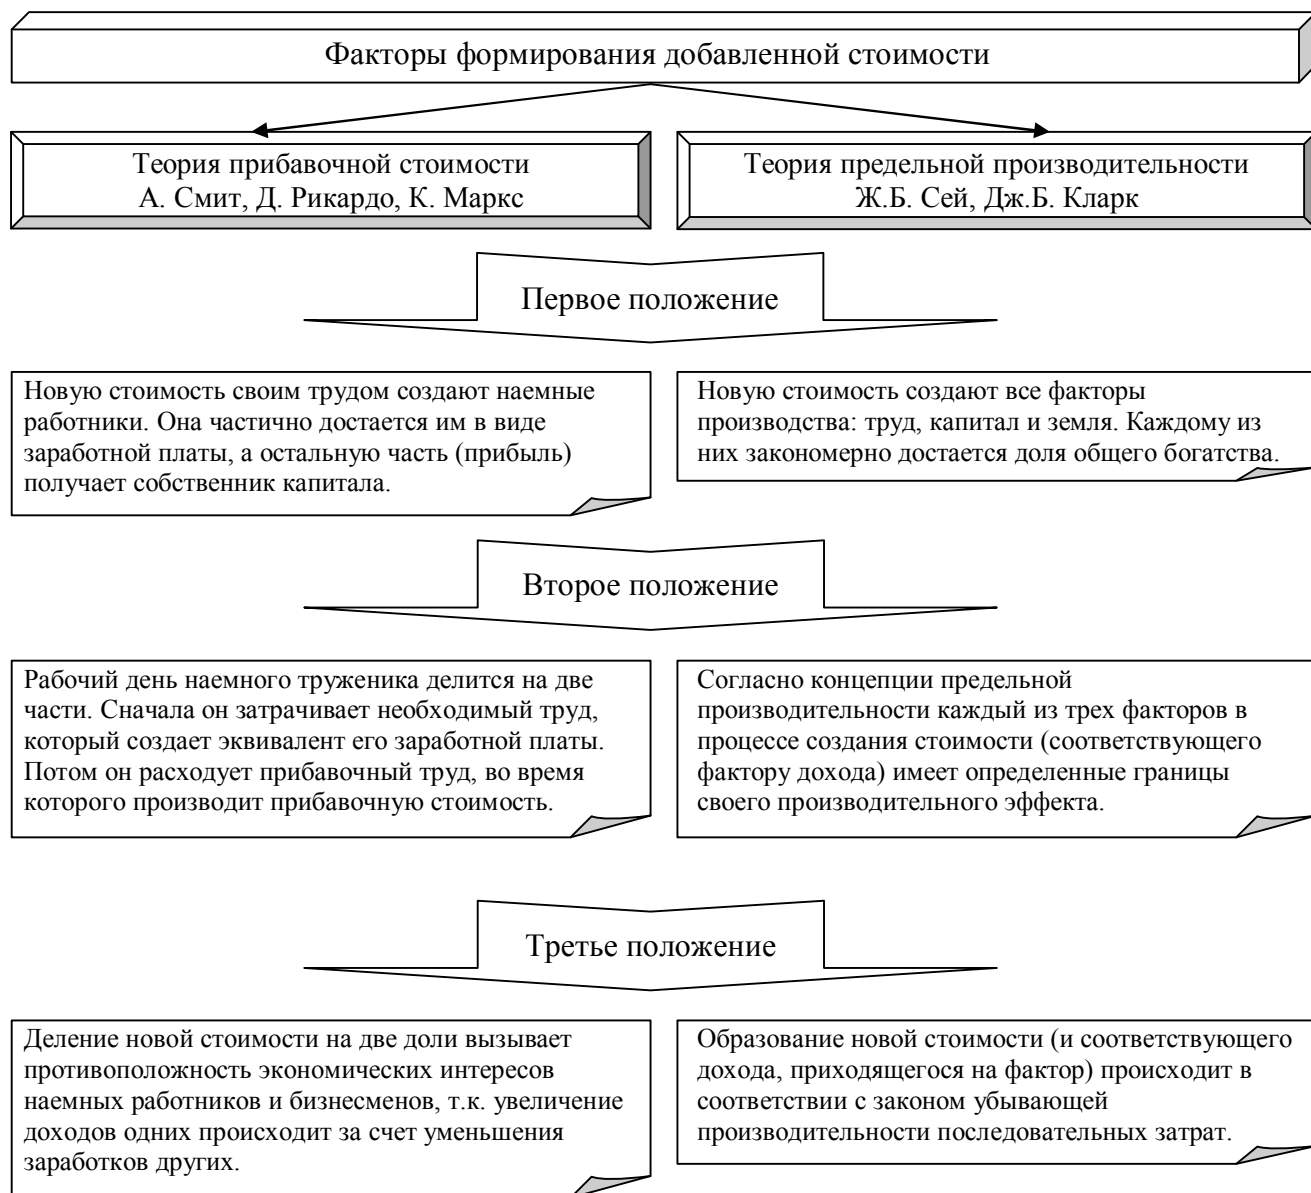 Факторы формирования добавленной стоимости
Теория прибавочной стоимости
А. Смит, Д. Рикардо, К. Маркс
Теория предельной производительности
Ж.Б. Сей, Дж.Б. Кларк
Первое положение
Новую стоимость своим трудом создают наемные
работники. Она частично достается им в виде
заработной платы, а остальную часть (прибыль)
получает собственник капитала.
Новую стоимость создают все факторы
производства: труд, капитал и земля. Каждому из
них закономерно достается доля общего богатства.
Второе положение
Рабочий день наемного труженика делится на две
части. Сначала он затрачивает необходимый труд,
который создает эквивалент его заработной платы.
Потом он расходует прибавочный труд, во время
которого производит прибавочную стоимость.
Согласно концепции предельной
производительности каждый из трех факторов в
процессе создания стоимости (соответствующего
фактору дохода) имеет определенные границы
своего производительного эффекта.
Третье положение
Деление новой стоимости на две доли вызывает
противоположность экономических интересов
наемных работников и бизнесменов, т.к. увеличение
доходов одних происходит за счет уменьшения
заработков других.
Образование новой стоимости (и соответствующего
дохода, приходящегося на фактор) происходит в
соответствии с законом убывающей
производительности последовательных затрат.